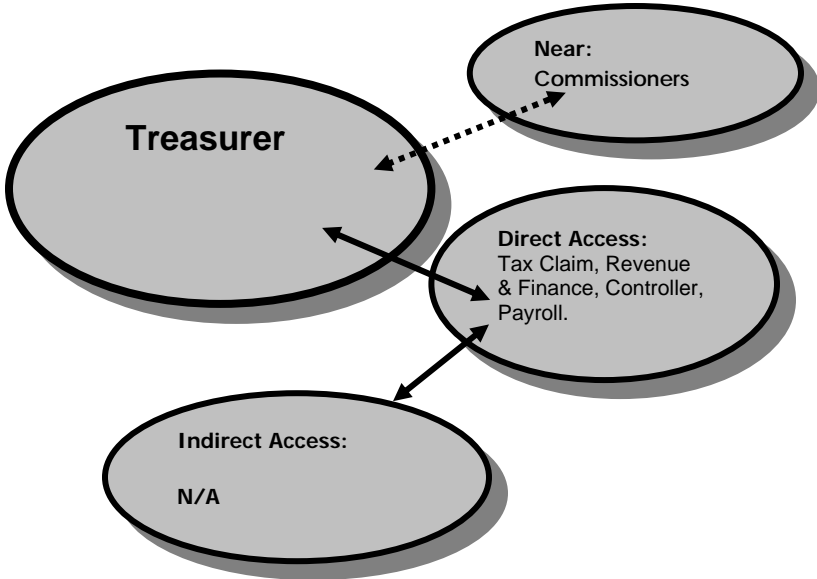 Near:
Commissioners
Treasurer
Direct Access:
Tax Claim, Revenue
& Finance, Controller,
Payroll.
Indirect Access:
N/A